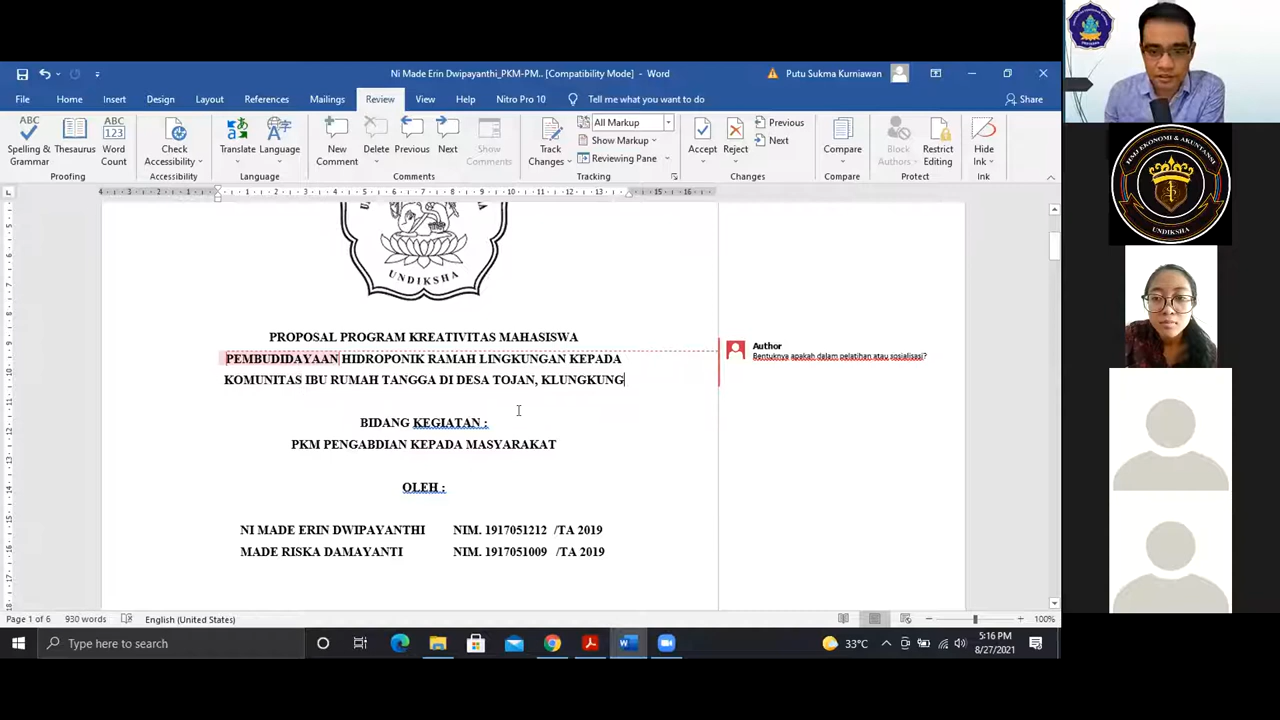 Ni Made Erin Dwipayanthi_PKM-PM.. [Compatibility Mode] - Word
Putu Sukma Kurniawan
File Home Insert Design Layout References Mailings Review View Help Nitro Pro 10 Tell me what you want to do Share
ABC
ABC
123
Spelling & Grammar
Thesaurus
Word Count
Check Accessibility
Translate
Language
New Comment
Delete
Previous
Next
Show Comments
Track Changes
All Markup
Show Markup
Reviewing Pane
Accept
Reject
Previous
Next
Compare
Block Authors
Restrict Editing
Hide Ink
Proofing
Accessibility
Language
Comments
Tracking
Changes
Compare
Protect
Ink
UNDIKSHA
PROPOSAL PROGRAM KREATIVITAS MAHASISWA
PEMBUDIDAYAAN HIDROPONIK RAMAH LINGKUNGAN KEPADA
KOMUNITAS IBU RUMAH TANGGA DI DESA TOJAN, KLUNGKUNG
Author
Bentuknya apakah dalam pelatihan atau sosialisasi?
BIDANG KEGIATAN :
PKM PENGABDIAN KEPADA MASYARAKAT
OLEH :
NI MADE ERIN DWIPAYANTHI NIM. 1917051212 /TA 2019
MADE RISKA DAMAYANTI NIM. 1917051009 /TA 2019
Page 1 of 6 930 words English (United States) 100%
Type here to search
33°C
5:16 PM
8/27/2021
HMJ EKONOMI & AKUNTANSI
UNDIKSHA